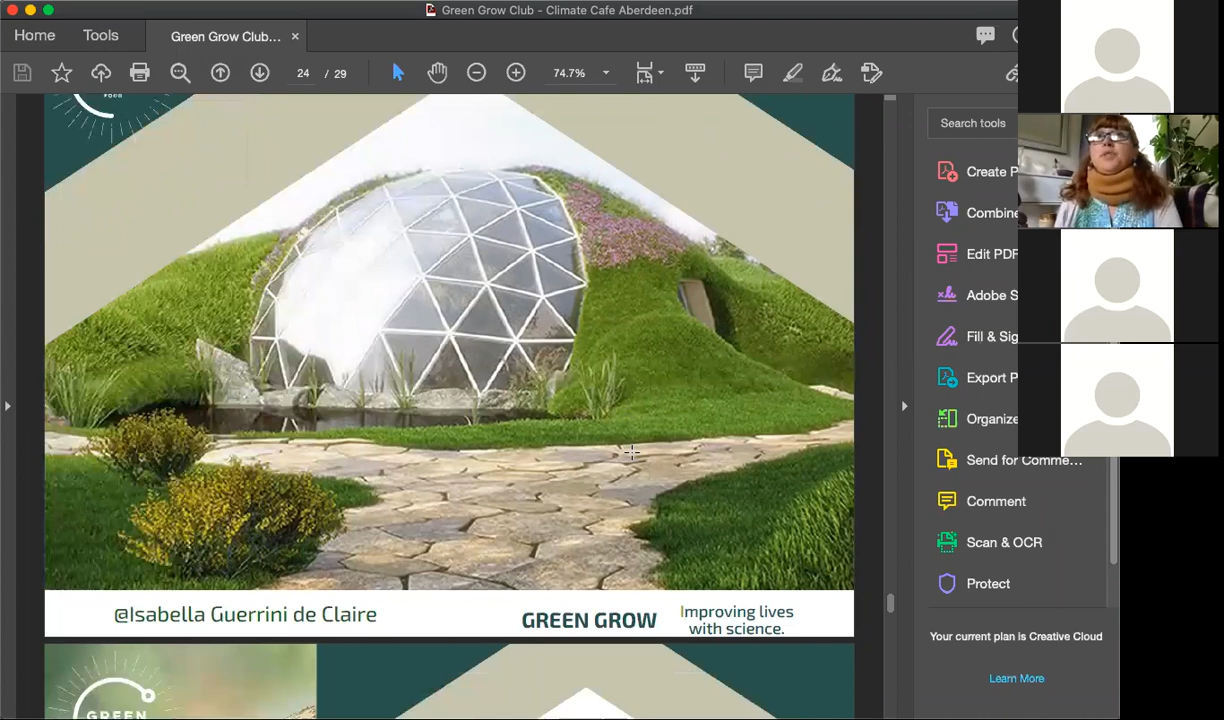 Green Grow Club - Climate Cafe Aberdeen.pdf
Home
Tools
Green Grow Club...
24 / 29
74.7%
Search tools
Create P
Combine
Edit PDF
Adobe S
Fill & Sig
Export P
Organize
Send for Comme...
Comment
Scan & OCR
Protect
Your current plan is Creative Cloud
Learn More
FOOD
@Isabella Guerrini de Claire
GREEN GROW
Improving lives
with science.
GREEN